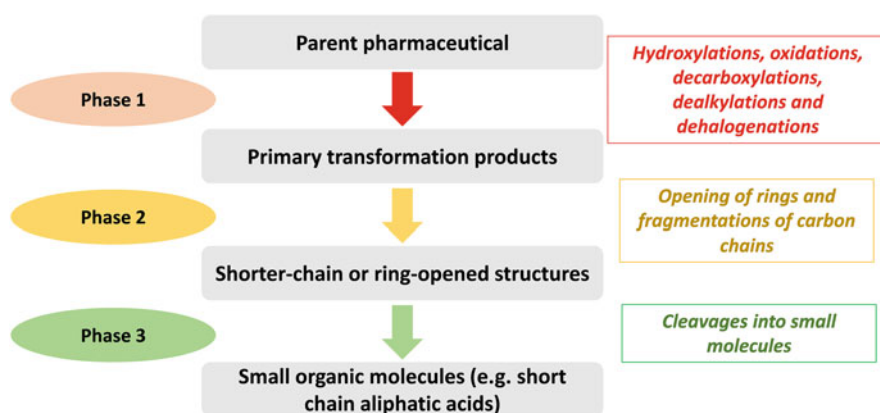 Parent pharmaceutical
Hydroxylations, oxidations,
decarboxylations,
dealkylations and
dehalogenations
Phase 1
Primary transformation products
Phase 2
Opening of rings and
fragmentations of carbon
chains
Shorter-chain or ring-opened structures
Phase 3
Cleavages into small
molecules
Small organic molecules (e.g. short
chain aliphatic acids)